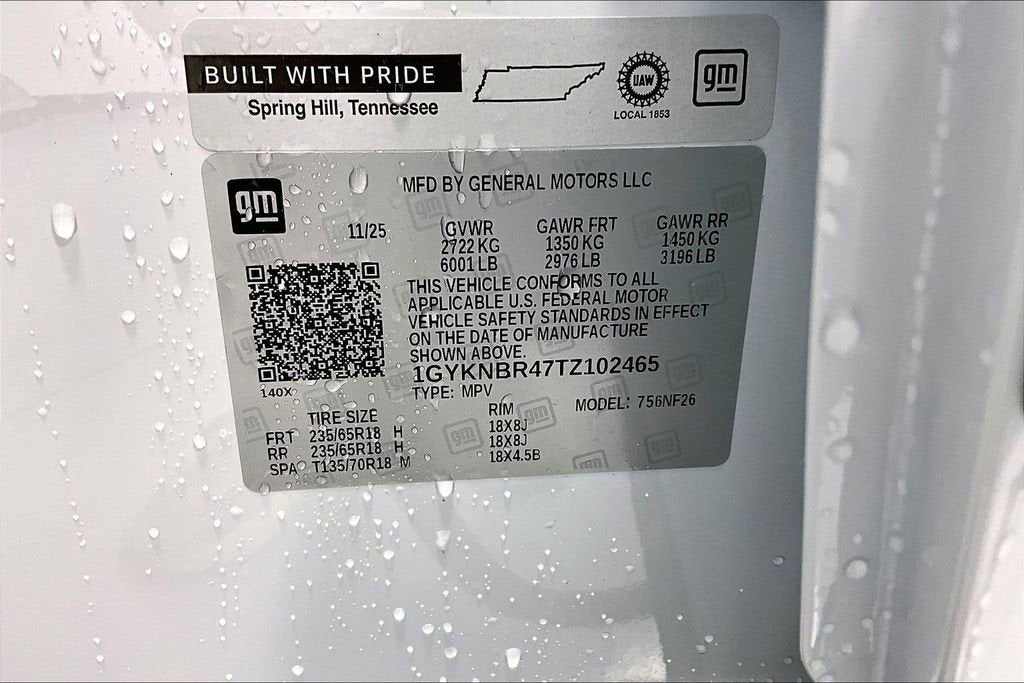 BUILT WITH PRIDE
Spring Hill, Tennessee
UAW
LOCAL 1853
gm
gm
MFD BY GENERAL MOTORS LLC
11/25 GVWR GAWR FRT GAWR RR
2722 KG 1350 KG 1450 KG
6001 LB 2976 LB 3196 LB
THIS VEHICLE CONFORMS TO ALL
APPLICABLE U.S. FEDERAL MOTOR
VEHICLE SAFETY STANDARDS IN EFFECT
ON THE DATE OF MANUFACTURE
SHOWN ABOVE.
1GYKNBR47TZ102465
140X
TYPE: MPV
TIRE SIZE RIM MODEL: 756NF26
FRT 235/65R18 H 18X8J
RR 235/65R18 H 18X8J
SPA T135/70R18 M 18X4.5B